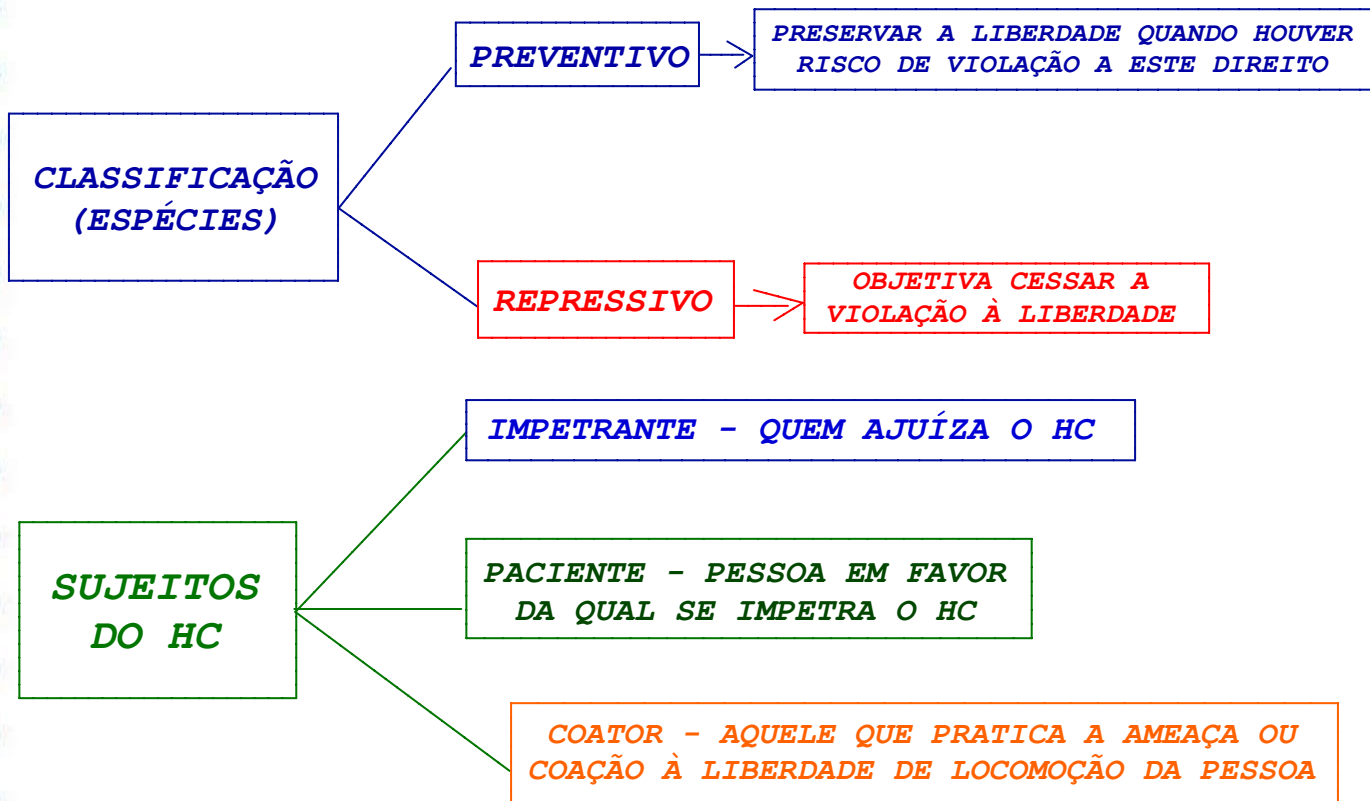 CLASSIFICAÇÃO
(ESPÉCIES)
PREVENTIVO
PRESERVAR A LIBERDADE QUANDO HOUVER
RISCO DE VIOLAÇÃO A ESTE DIREITO
REPRESSIVO
OBJETIVA CESSAR A
VIOLAÇÃO À LIBERDADE
SUJEITOS
DO HC
IMPETRANTE - QUEM AJUÍZA O HC
PACIENTE - PESSOA EM FAVOR
DA QUAL SE IMPETRA O HC
COATOR - AQUELE QUE PRATICA A AMEAÇA OU
COAÇÃO À LIBERDADE DE LOCOMOÇÃO DA PESSOA